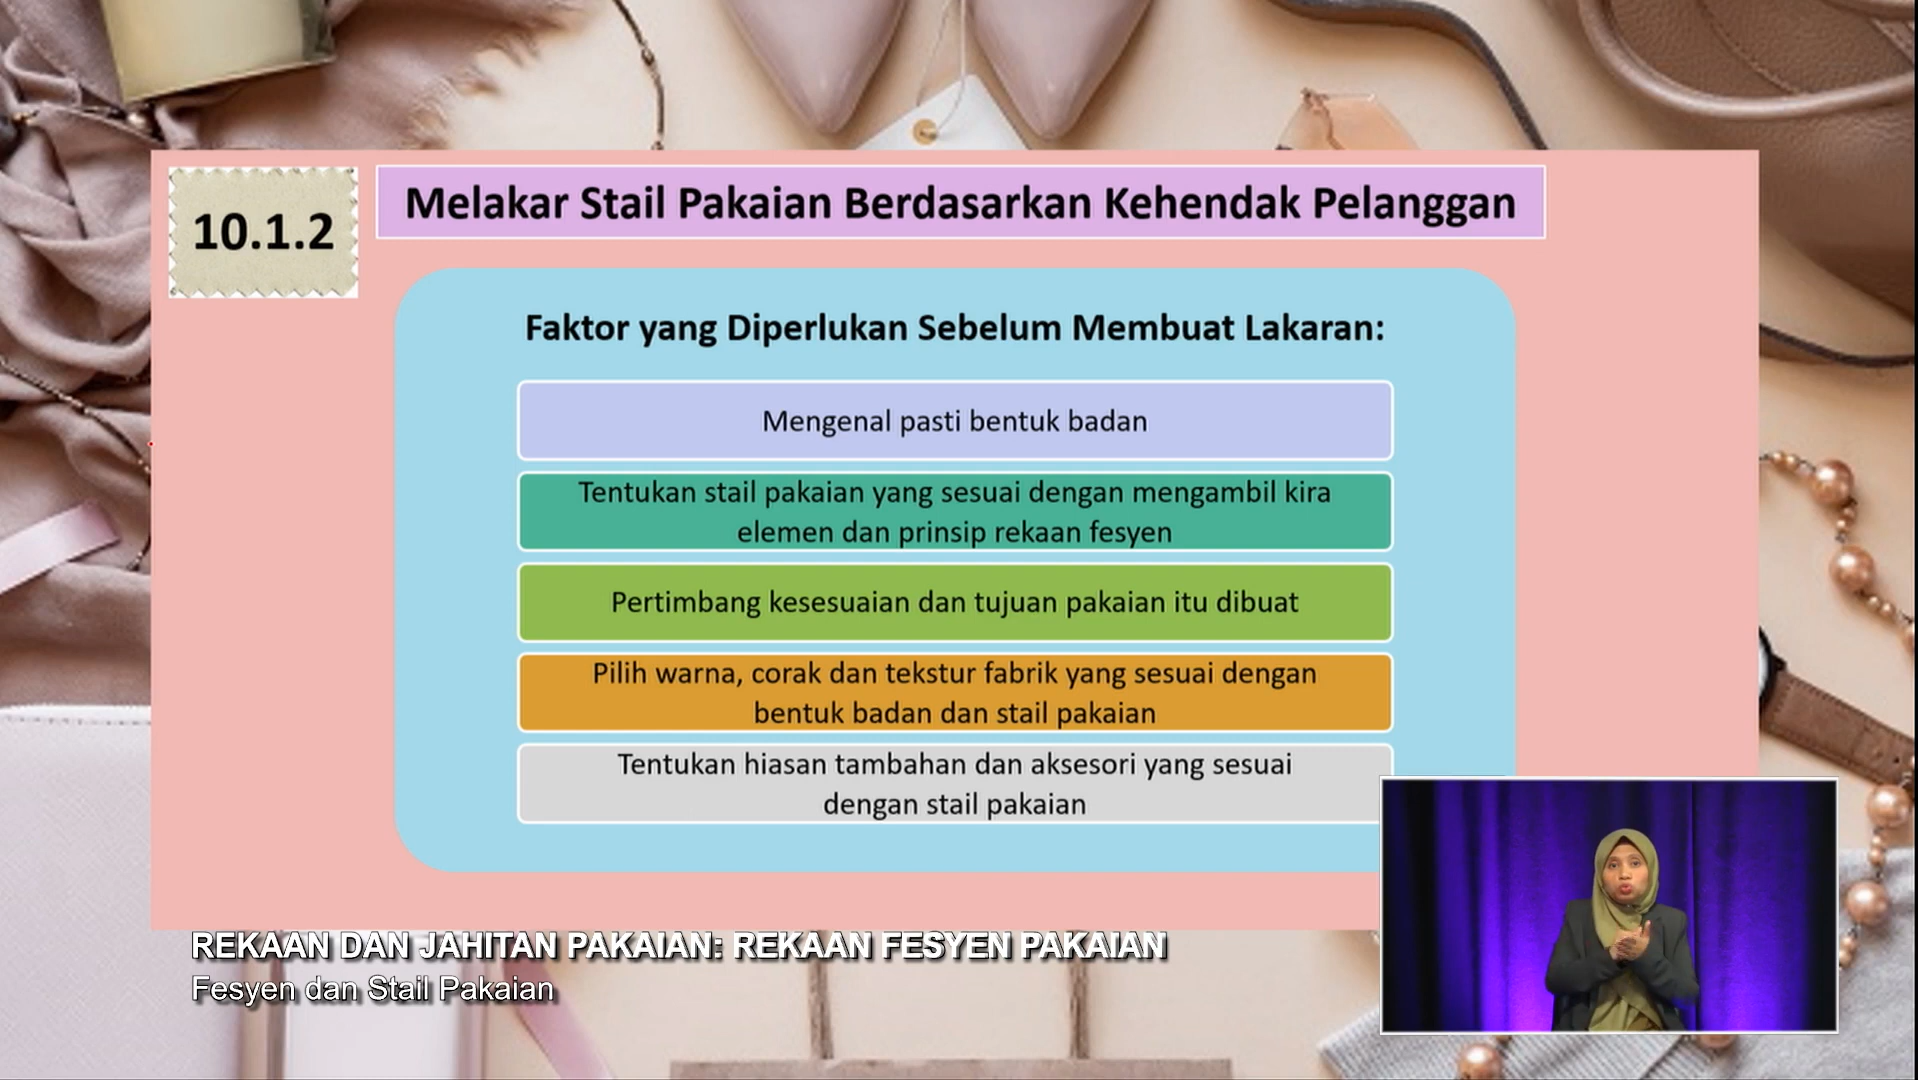 10.1.2
Melakar Stail Pakaian Berdasarkan Kehendak Pelanggan
Faktor yang Diperlukan Sebelum Membuat Lakaran:
Mengenal pasti bentuk badan
Tentukan stail pakaian yang sesuai dengan mengambil kira
elemen dan prinsip rekaan fesyen
Pertimbang kesesuaian dan tujuan pakaian itu dibuat
Pilih warna, corak dan tekstur fabrik yang sesuai dengan
bentuk badan dan stail pakaian
Tentukan hiasan tambahan dan aksesori yang sesuai
dengan stail pakaian
REKAAN DAN JAHITAN PAKAIAN: REKAAN FESYEN PAKAIAN
Fesyen dan Stail Pakaian